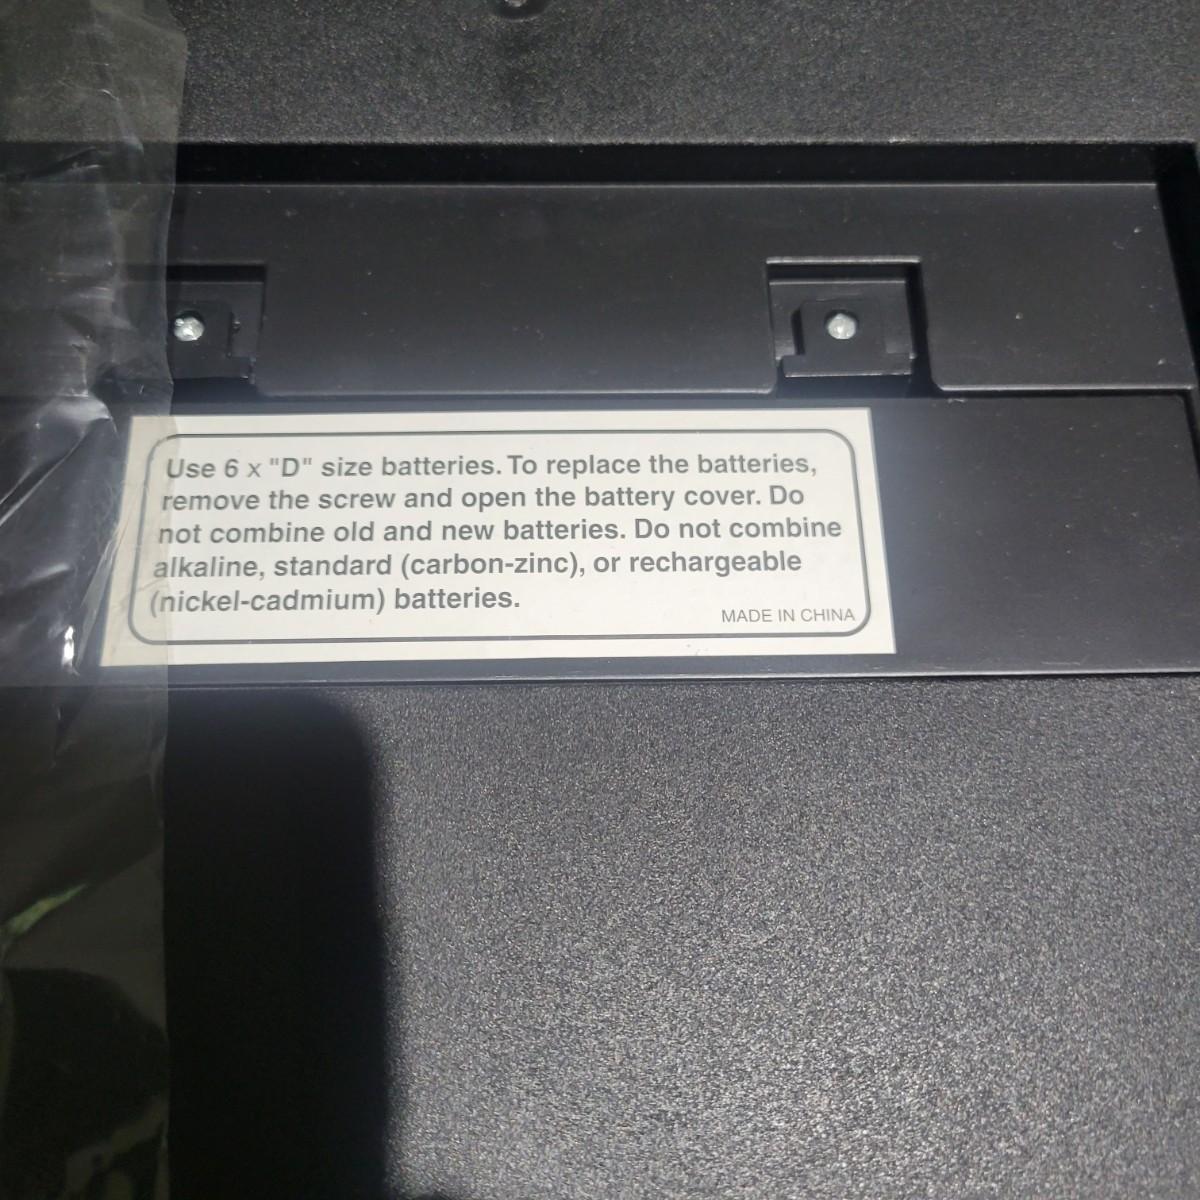 Use 6 x "D" size batteries. To replace the batteries,
remove the screw and open the battery cover. Do
not combine old and new batteries. Do not combine
alkaline, standard (carbon-zinc), or rechargeable
(nickel-cadmium) batteries.
MADE IN CHINA